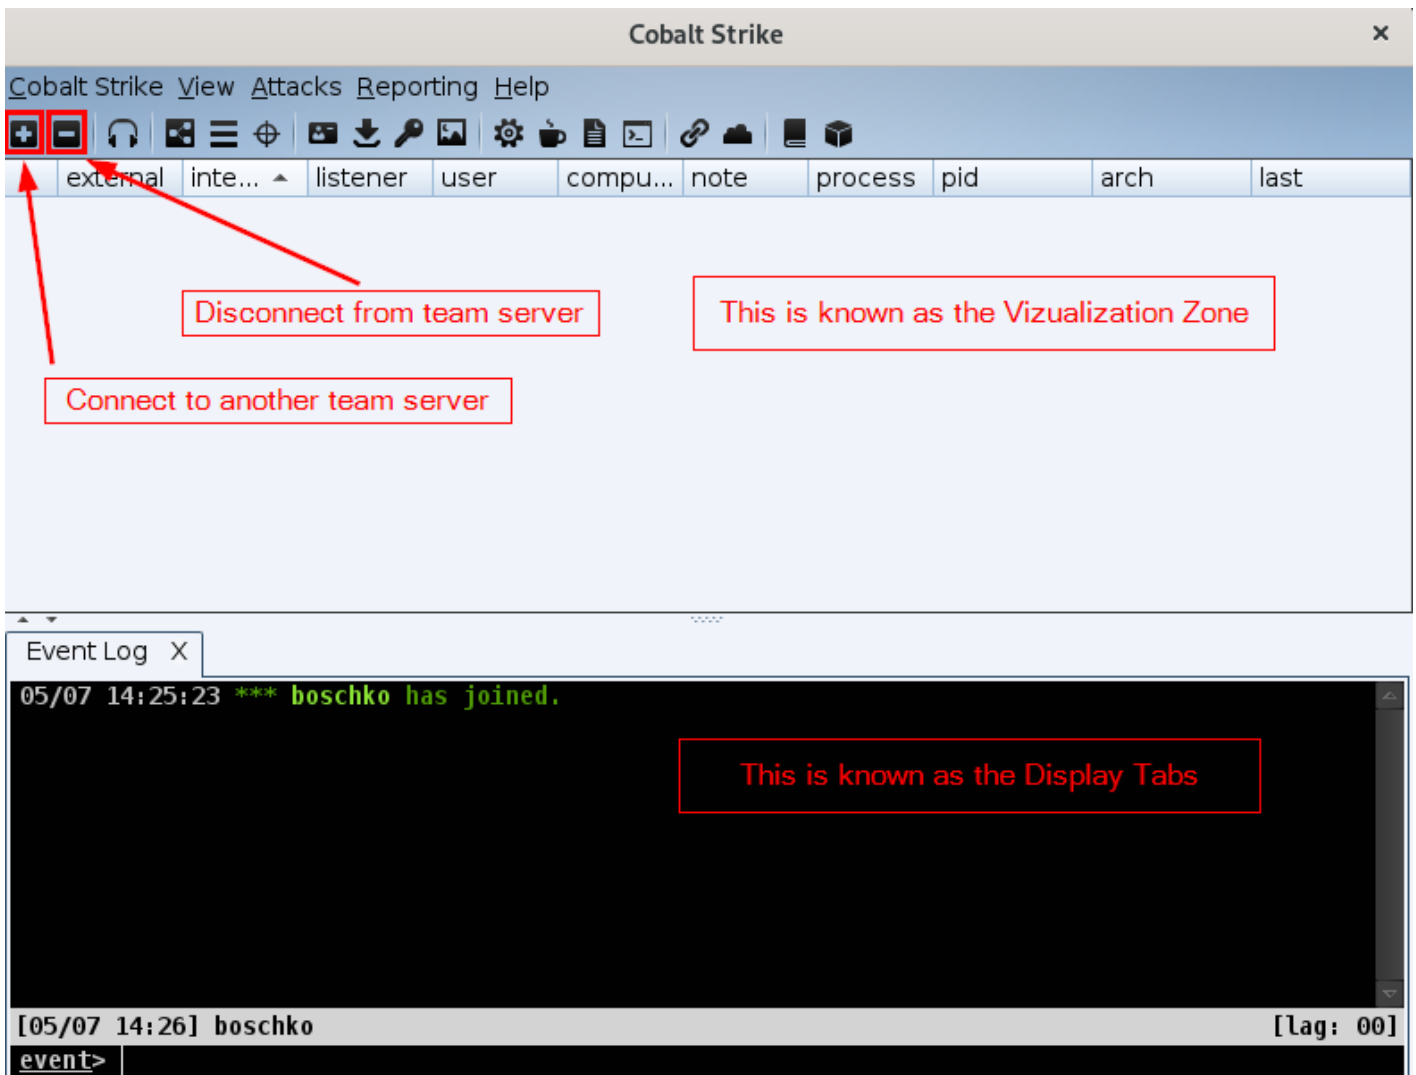 Cobalt Strike ×
Cobalt Strike View Attacks Reporting Help
external inte... listener user compu... note process pid arch last
Disconnect from team server
This is known as the Vizualization Zone
Connect to another team server
Event Log X
05/07 14:25:23 *** boschko has joined.
This is known as the Display Tabs
[05/07 14:26] boschko [lag: 00]
event>